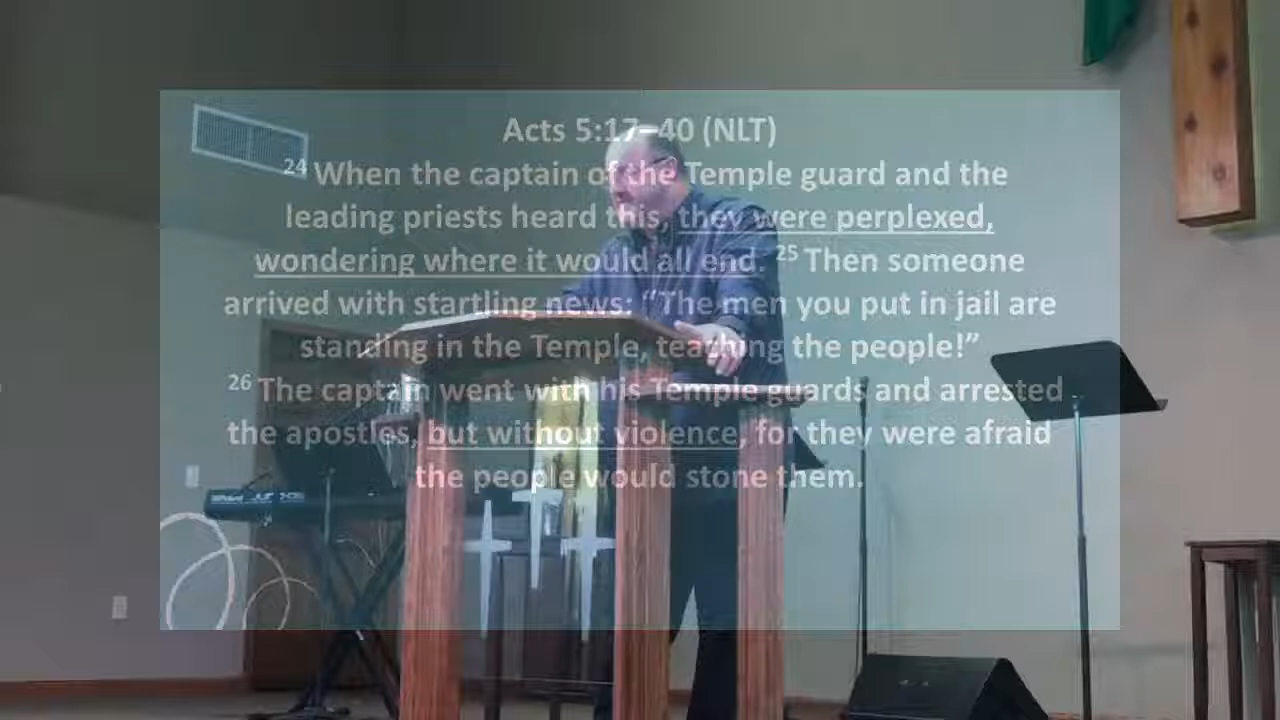 Acts 5:17–40 (NLT)
24 When the captain of the Temple guard and the
leading priests heard this, they were perplexed,
wondering where it would all end. 25 Then someone
arrived with startling news: “The men you put in jail are
standing in the Temple, teaching the people!”
26 The captain went with his Temple guards and arrested
the apostles, but without violence, for they were afraid
the people would stone them.
Roland